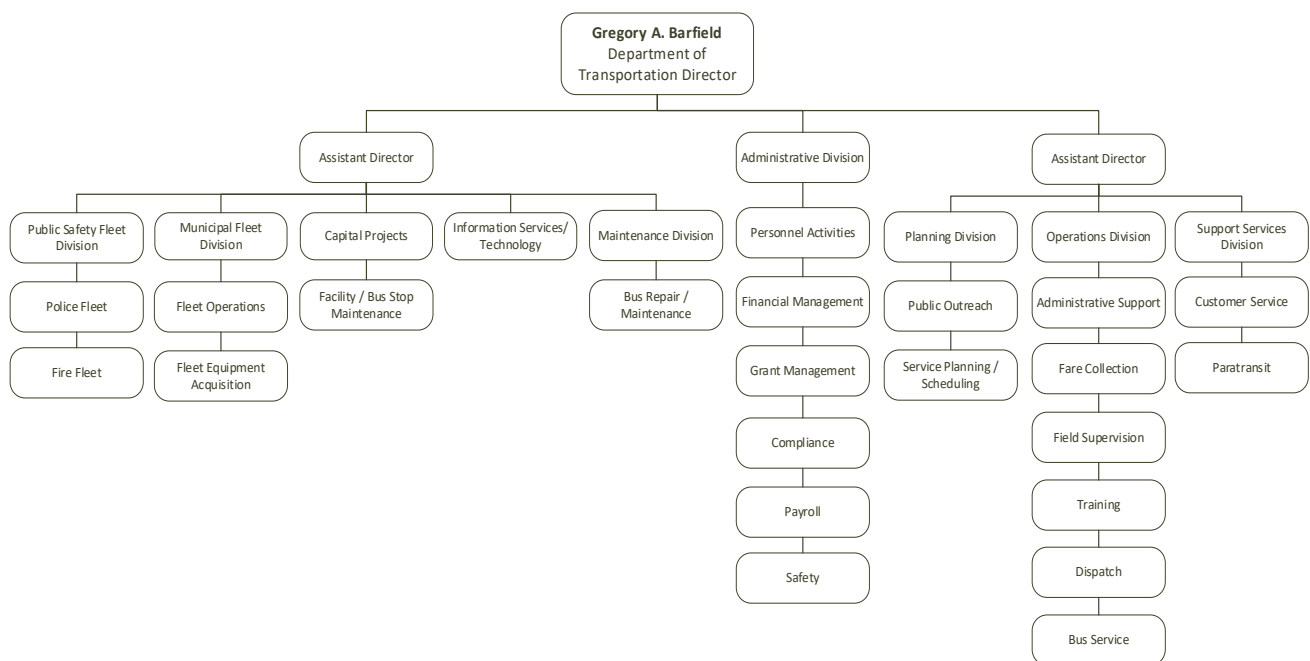 Gregory A. Barfield
Department of
Transportation Director
Assistant Director
Administrative Division
Assistant Director
Public Safety Fleet
Division
Municipal Fleet
Division
Capital Projects
Information Services/
Technology
Maintenance Division
Personnel Activities
Planning Division
Operations Division
Support Services
Division
Police Fleet
Fleet Operations
Facility / Bus Stop
Maintenance
Bus Repair /
Maintenance
Financial Management
Public Outreach
Administrative Support
Customer Service
Fire Fleet
Fleet Equipment
Acquisition
Grant Management
Service Planning /
Scheduling
Fare Collection
Paratransit
Compliance
Field Supervision
Payroll
Training
Safety
Dispatch
Bus Service